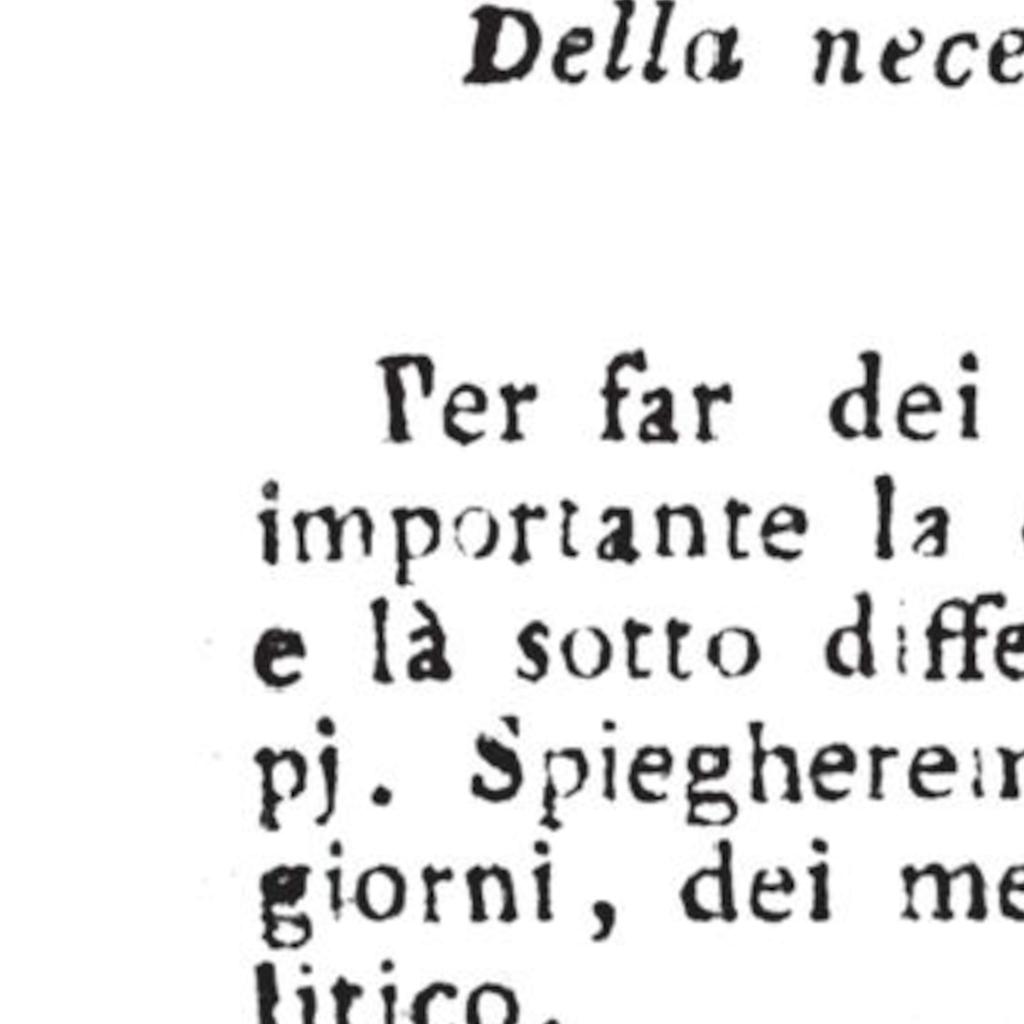 Della nece
Per far dei
importante la
e là sotto diffe
pj. Spiegherem
giorni, dei me
litico.